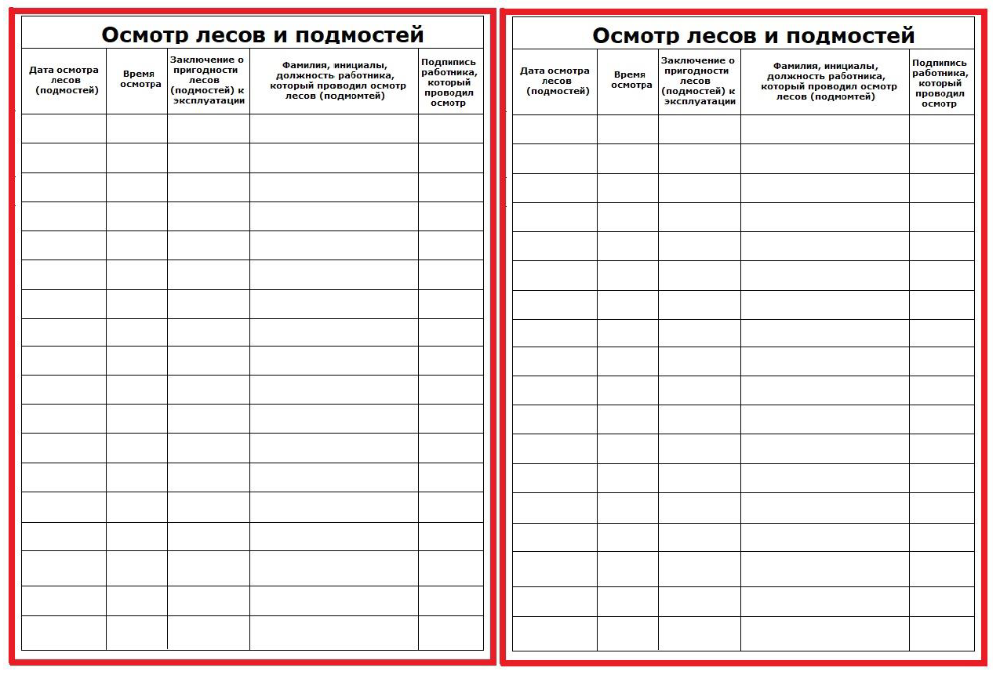 Осмотр лесов и подмостей
Дата осмотра
лесов
(подмостей)
Время
осмотра
Заключение о
пригодности
лесов
(подмостей) к
эксплуатации
Фамилия, инициалы,
должность работника,
который проводил осмотр
лесов (подмомтей)
Подпипись
работника,
который
проводил
осмотр
Осмотр лесов и подмостей
Дата осмотра
лесов
(подмостей)
Время
осмотра
Заключение о
пригодности
лесов
(подмостей) к
эксплуатации
Фамилия, инициалы,
должность работника,
который проводил осмотр
лесов (подмомтей)
Подпипись
работника,
который
проводил
осмотр